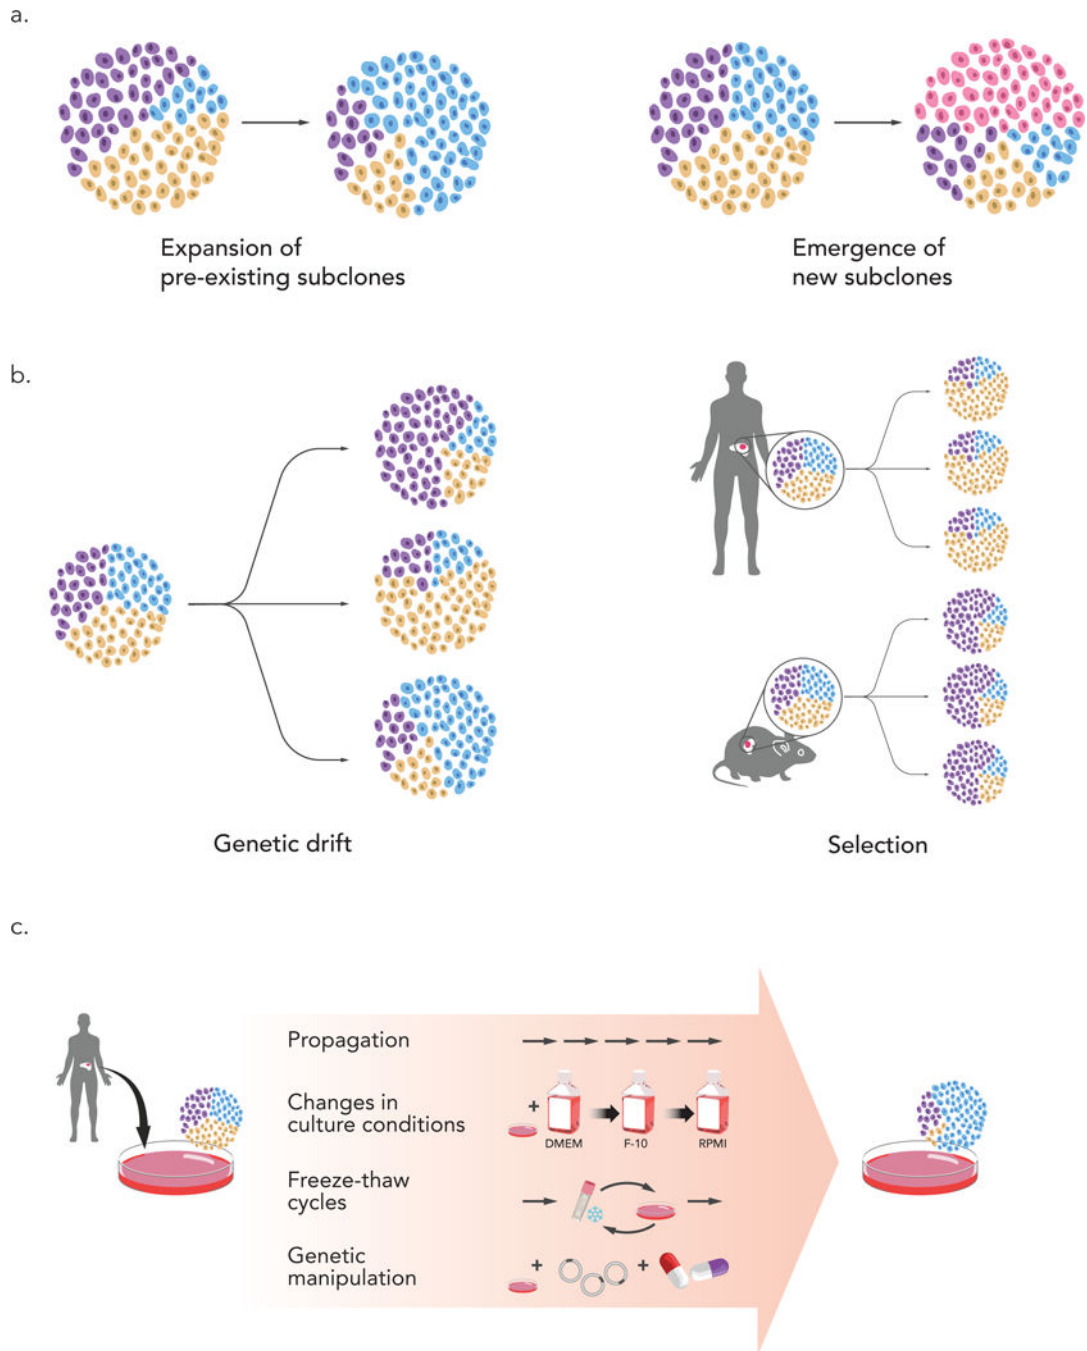 a.
Expansion of
pre-existing subclones
Emergence of
new subclones
b.
Genetic drift
Selection
c.
Propagation
Changes in
culture conditions
+
DMEM
F-10
RPMI
Freeze-thaw
cycles
Genetic
manipulation
+
+